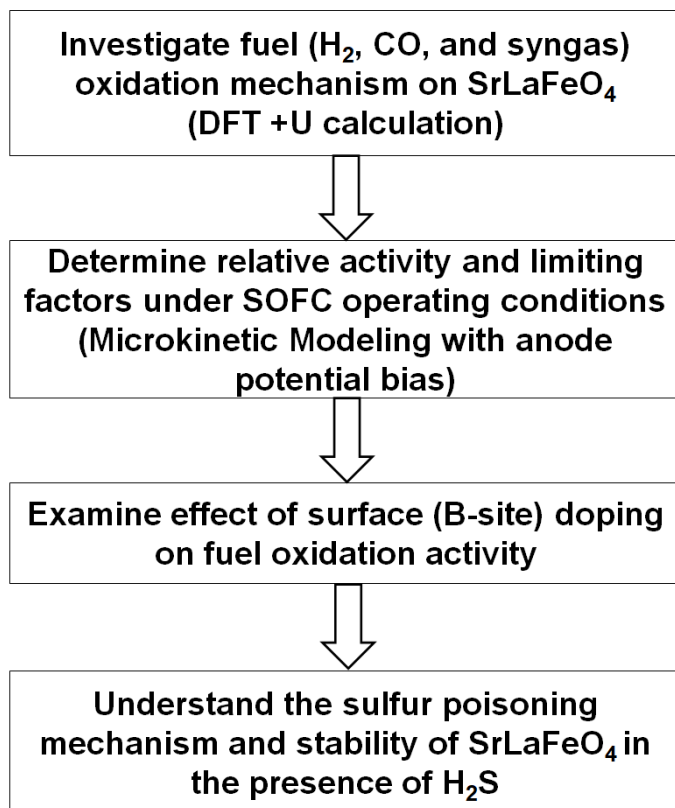 Investigate fuel (H₂, CO, and syngas)
oxidation mechanism on SrLaFeO₄
(DFT +U calculation)
Determine relative activity and limiting
factors under SOFC operating conditions
(Microkinetic Modeling with anode
potential bias)
Examine effect of surface (B-site) doping
on fuel oxidation activity
Understand the sulfur poisoning
mechanism and stability of SrLaFeO₄ in
the presence of H₂S